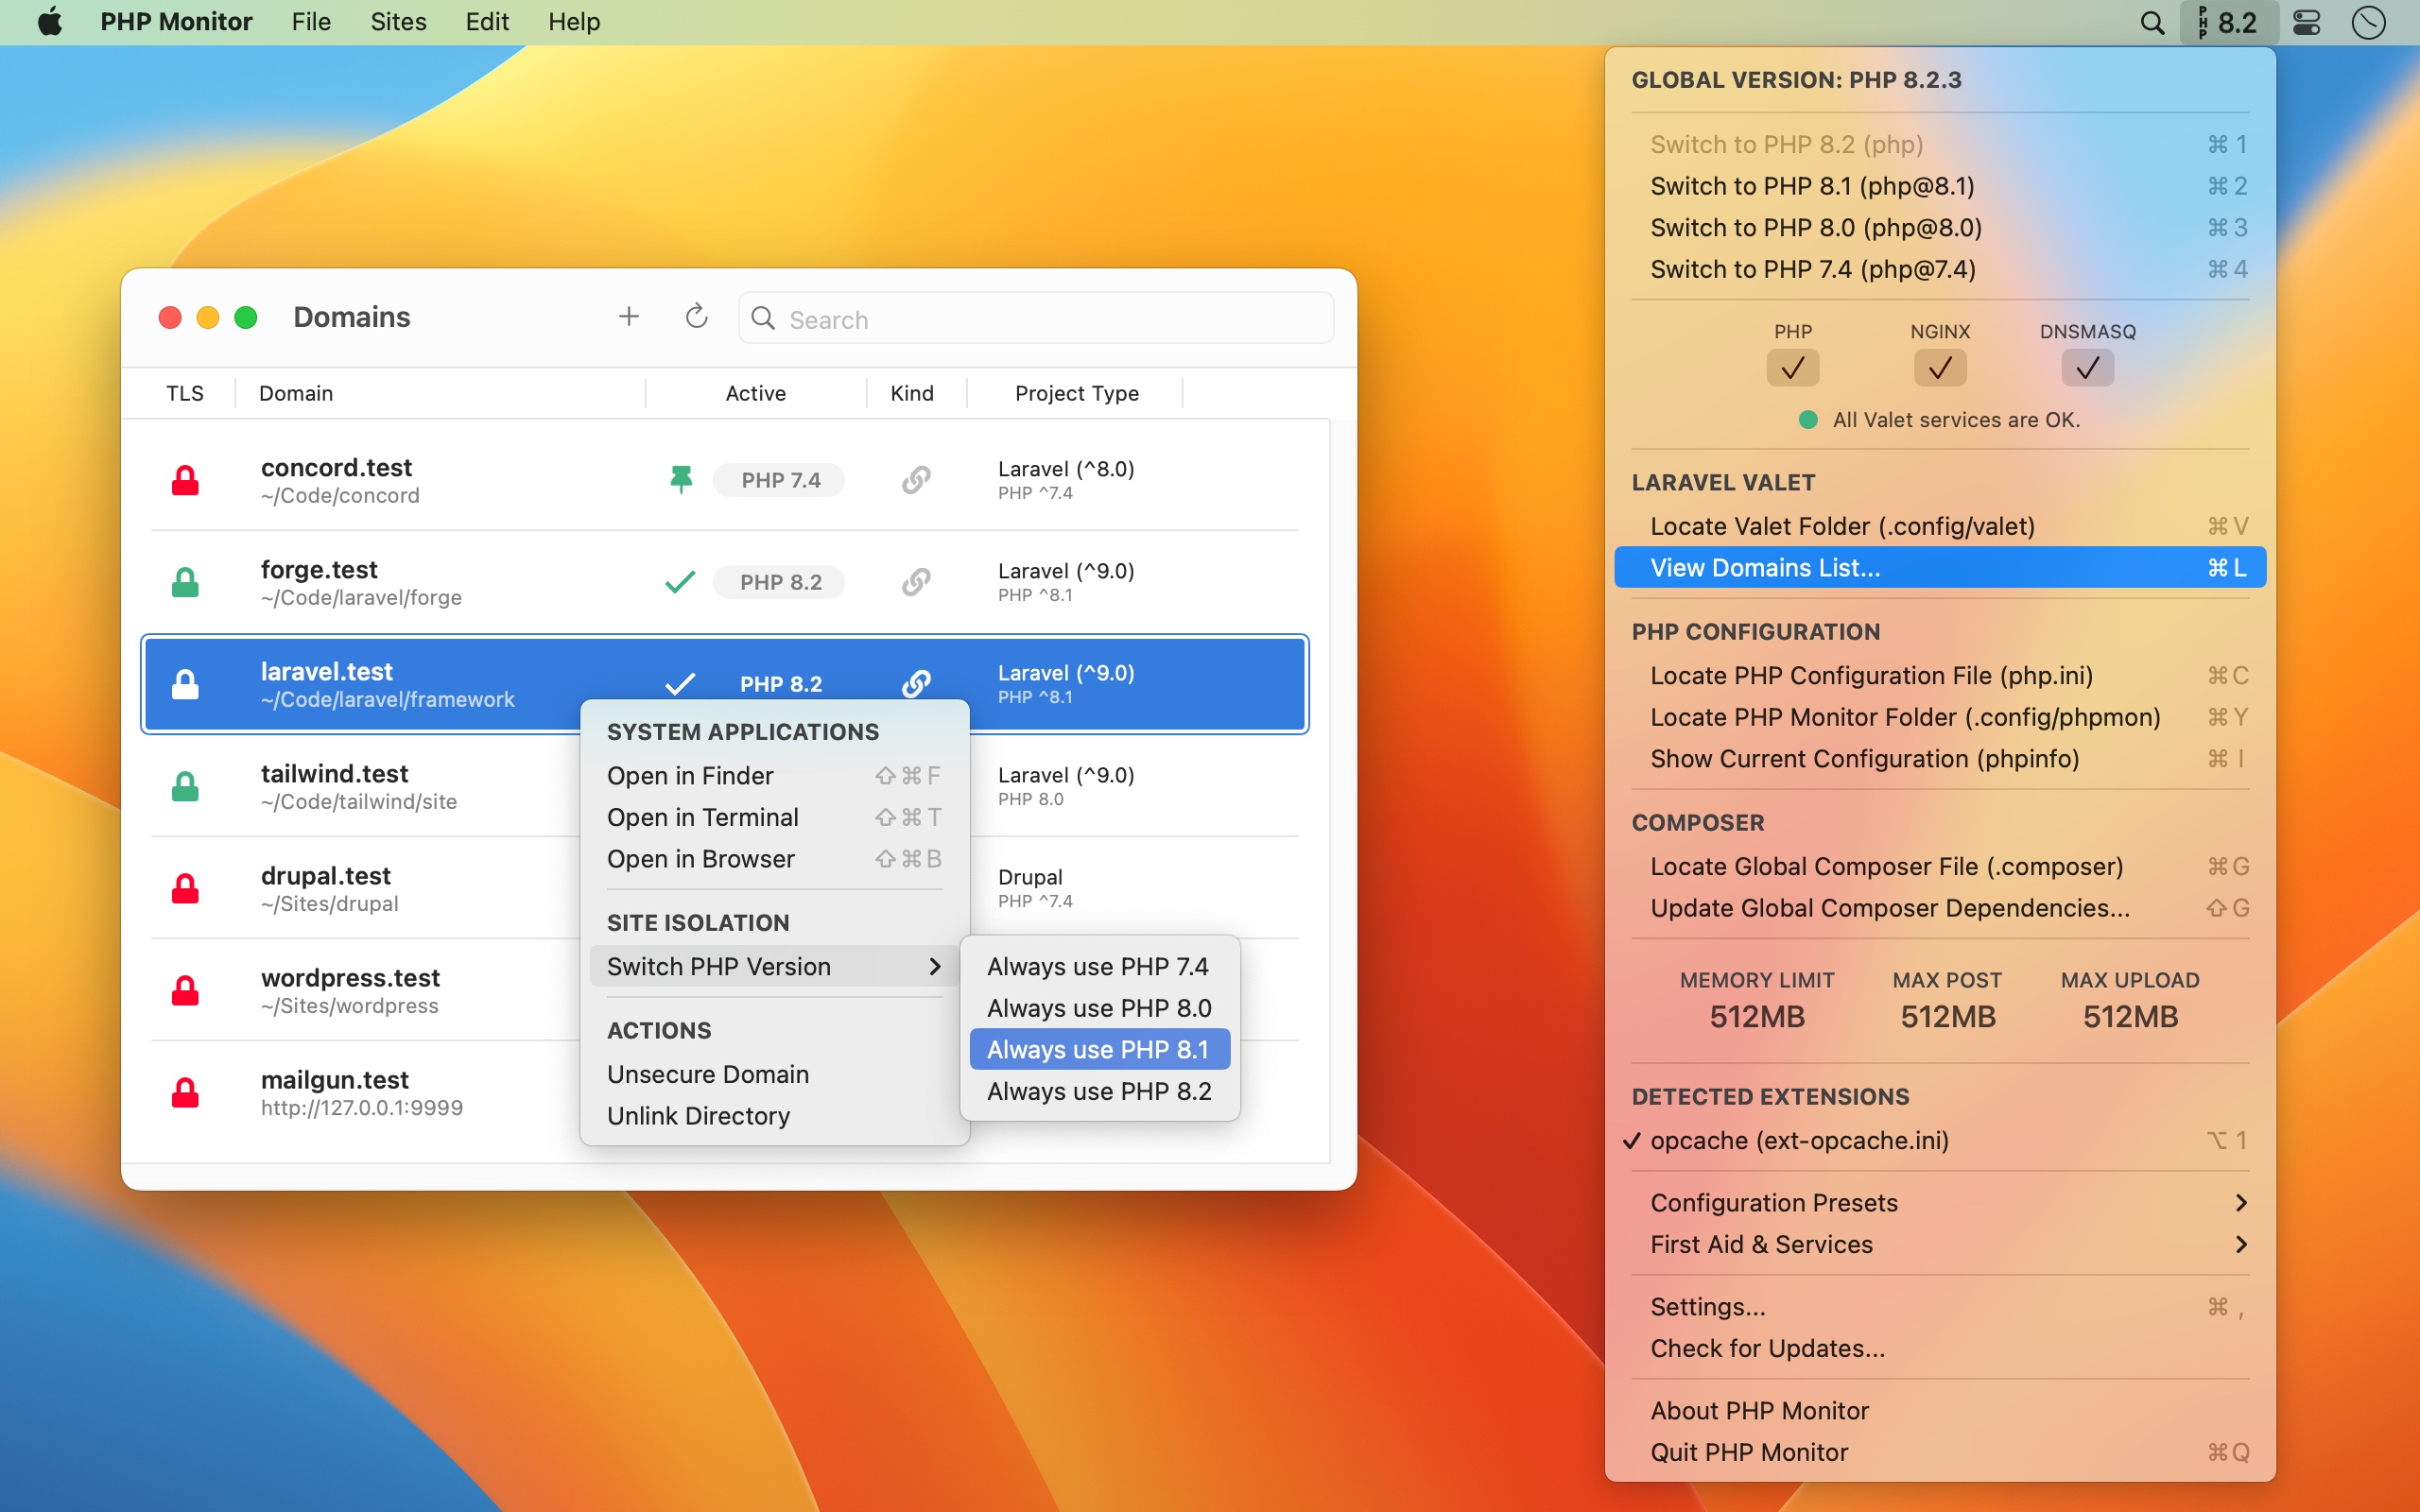 PHP Monitor File Sites Edit Help
PHP 8.2
Domains
Search
TLS Domain Active Kind Project Type
concord.test
~/Code/concord
PHP 7.4
Laravel (^8.0)
PHP ^7.4
forge.test
~/Code/laravel/forge
PHP 8.2
Laravel (^9.0)
PHP ^8.1
laravel.test
~/Code/laravel/framework
PHP 8.2
Laravel (^9.0)
PHP ^8.1
tailwind.test
~/Code/tailwind/site
Laravel (^9.0)
PHP 8.0
drupal.test
~/Sites/drupal
Drupal
PHP ^7.4
wordpress.test
~/Sites/wordpress
mailgun.test
http://127.0.0.1:9999
SYSTEM APPLICATIONS
Open in Finder ⇧⌘F
Open in Terminal ⇧⌘T
Open in Browser ⇧⌘B
SITE ISOLATION
Switch PHP Version
ACTIONS
Unsecure Domain
Unlink Directory
Always use PHP 7.4
Always use PHP 8.0
Always use PHP 8.1
Always use PHP 8.2
GLOBAL VERSION: PHP 8.2.3
Switch to PHP 8.2 (php) ⌘1
Switch to PHP 8.1 (php@8.1) ⌘2
Switch to PHP 8.0 (php@8.0) ⌘3
Switch to PHP 7.4 (php@7.4) ⌘4
PHP NGINX DNSMASQ
All Valet services are OK.
LARAVEL VALET
Locate Valet Folder (.config/valet) ⌘V
View Domains List... ⌘L
PHP CONFIGURATION
Locate PHP Configuration File (php.ini) ⌘C
Locate PHP Monitor Folder (.config/phpmon) ⌘Y
Show Current Configuration (phpinfo) ⌘I
COMPOSER
Locate Global Composer File (.composer) ⌘G
Update Global Composer Dependencies... ⇧G
MEMORY LIMIT MAX POST MAX UPLOAD
512MB 512MB 512MB
DETECTED EXTENSIONS
✓ opcache (ext-opcache.ini) ⌥1
Configuration Presets
First Aid & Services
Settings... ⌘,
Check for Updates...
About PHP Monitor
Quit PHP Monitor ⌘Q